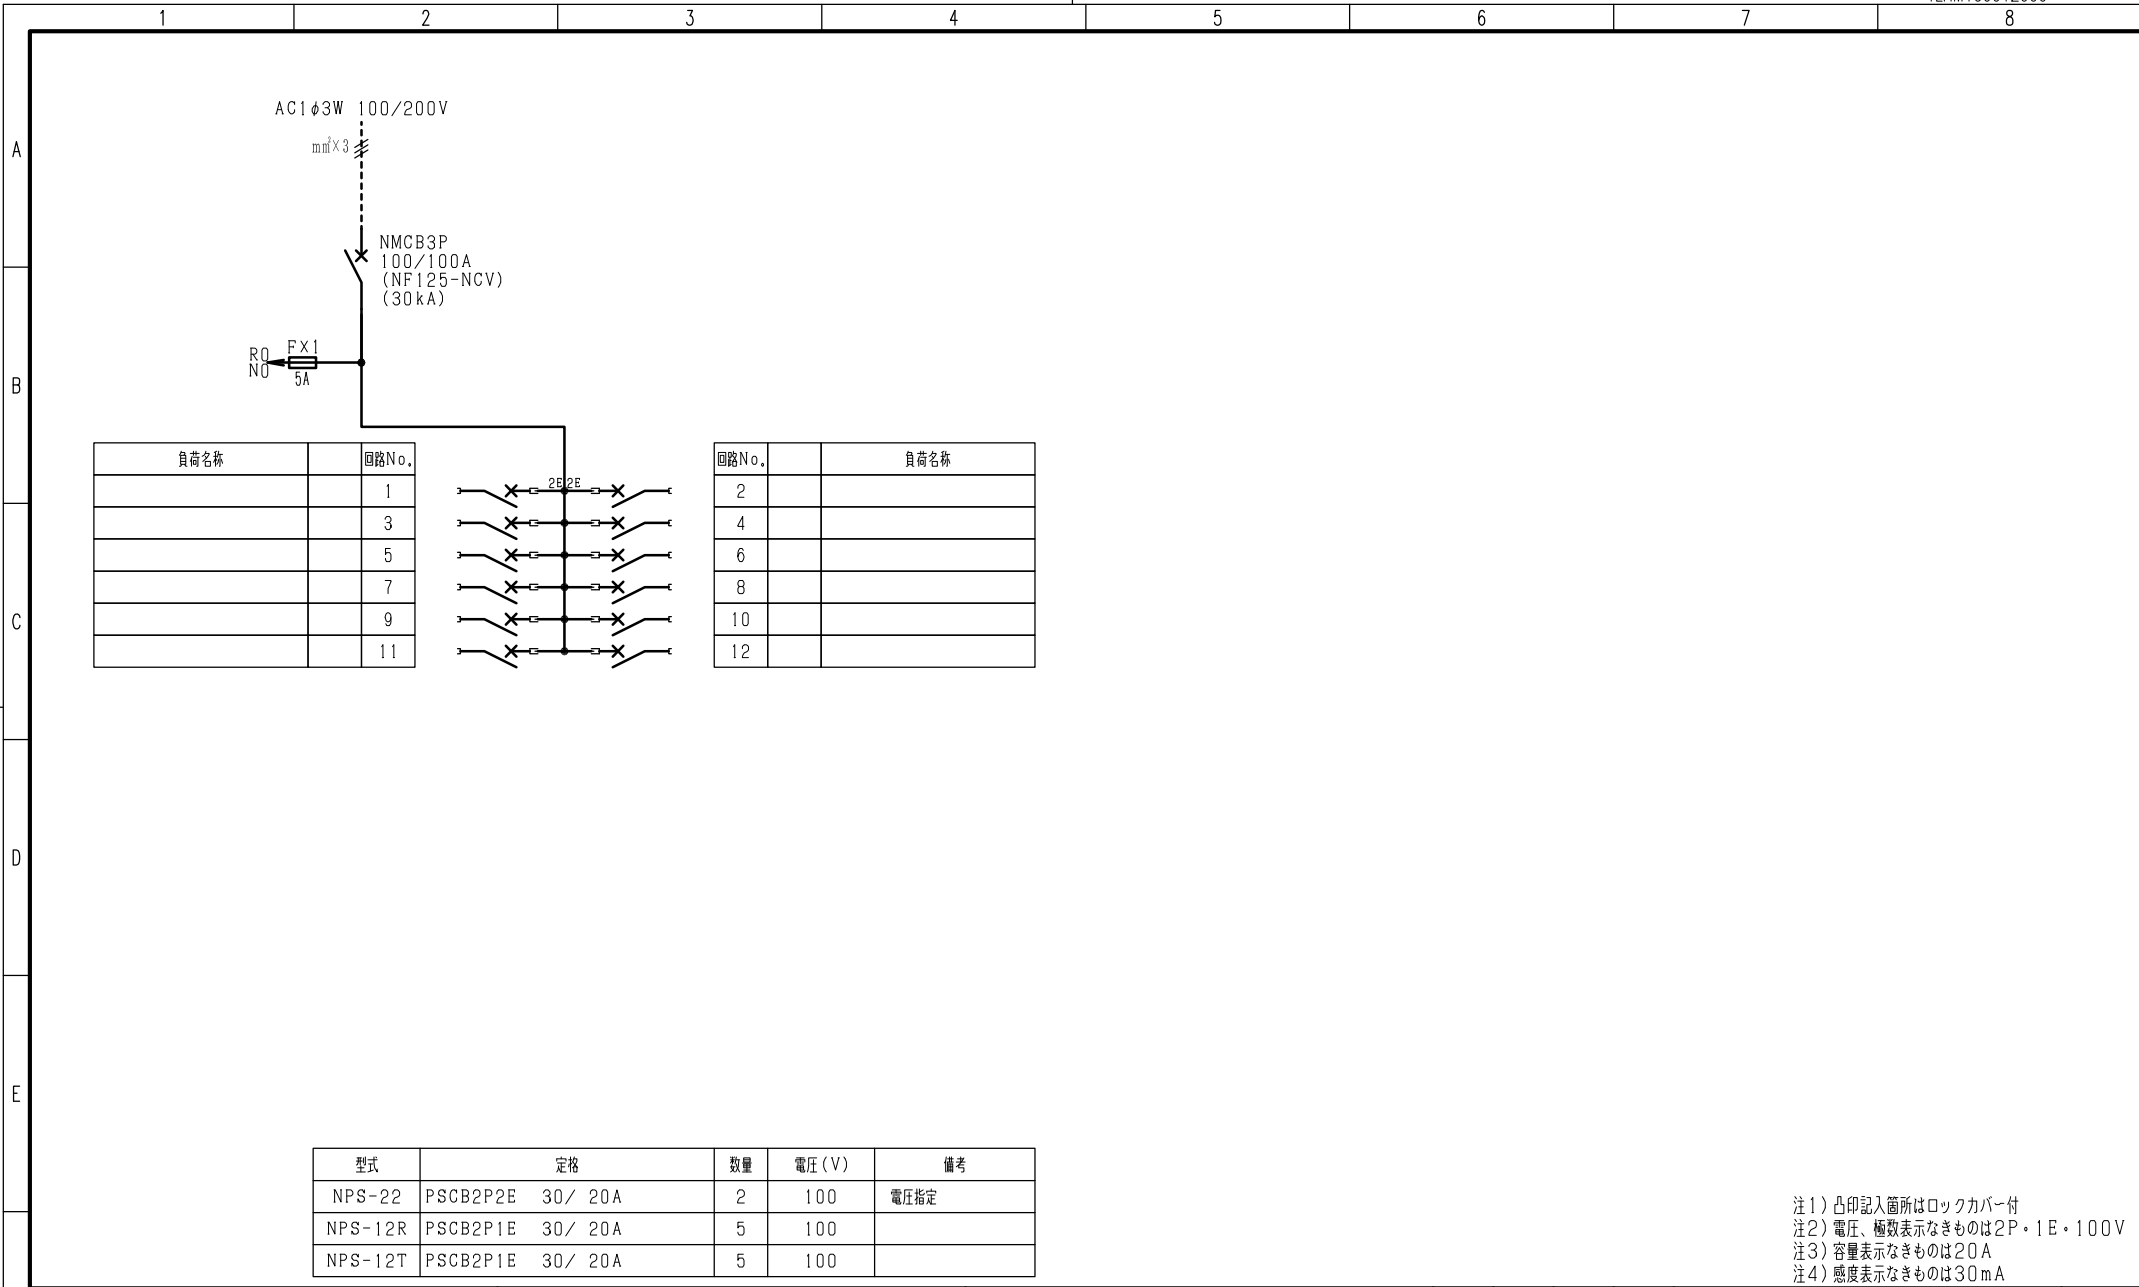 1 2 3 4 5 6 7 8
AC1φ3W 100/200V
A
mm²×3
NMCB3P
100/100A
(NF125-NCV)
(30kA)
R0
N0
F×1
5A
B
負荷名称 回路No.
1
3
5
7
9
11
2E 2E
回路No. 負荷名称
2
4
6
8
10
12
C
D
E
型式 定格 数量 電圧(V) 備考
NPS-22 PSCB2P2E 30/ 20A 2 100 電圧指定
NPS-12R PSCB2P1E 30/ 20A 5 100
NPS-12T PSCB2P1E 30/ 20A 5 100
注1)凸印記入箇所はロックカバー付
注2)電圧、極数表示なきものは2P・1E・100V
注3)容量表示なきものは20A
注4)感度表示なきものは30mA